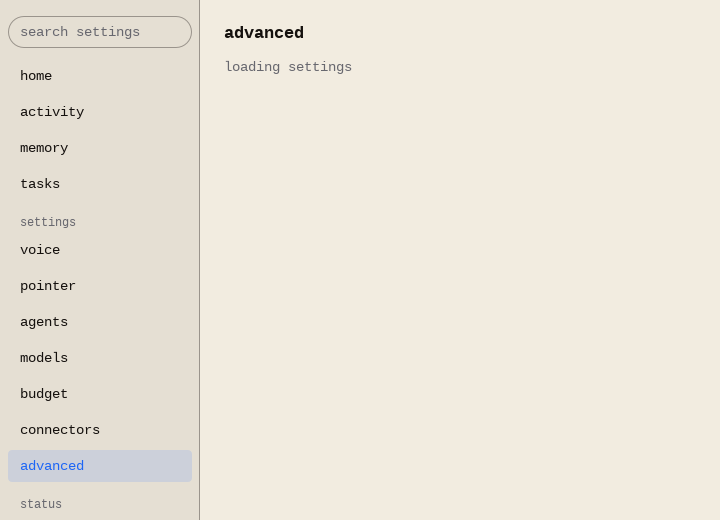 search settings
home
activity
memory
tasks
settings
voice
pointer
agents
models
budget
connectors
advanced
status
advanced
loading settings